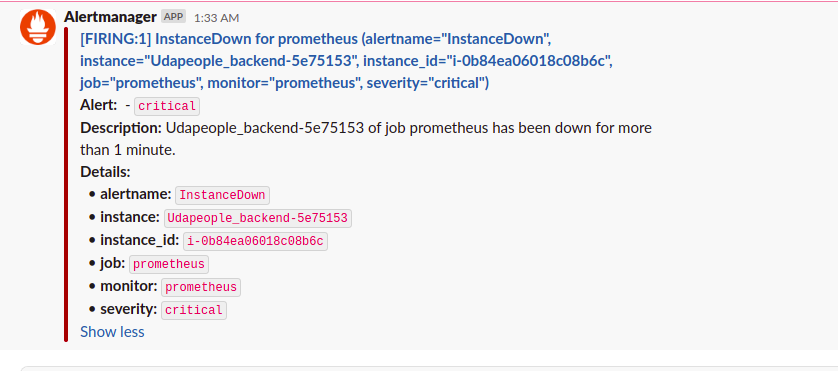 Alertmanager APP 1:33 AM
[FIRING:1] InstanceDown for prometheus (alertname="InstanceDown",
instance="Udapeople_backend-5e75153", instance_id="i-0b84ea06018c08b6c",
job="prometheus", monitor="prometheus", severity="critical")
Alert: - critical
Description: Udapeople_backend-5e75153 of job prometheus has been down for more
than 1 minute.
Details:
• alertname: InstanceDown
• instance: Udapeople_backend-5e75153
• instance_id: i-0b84ea06018c08b6c
• job: prometheus
• monitor: prometheus
• severity: critical
Show less